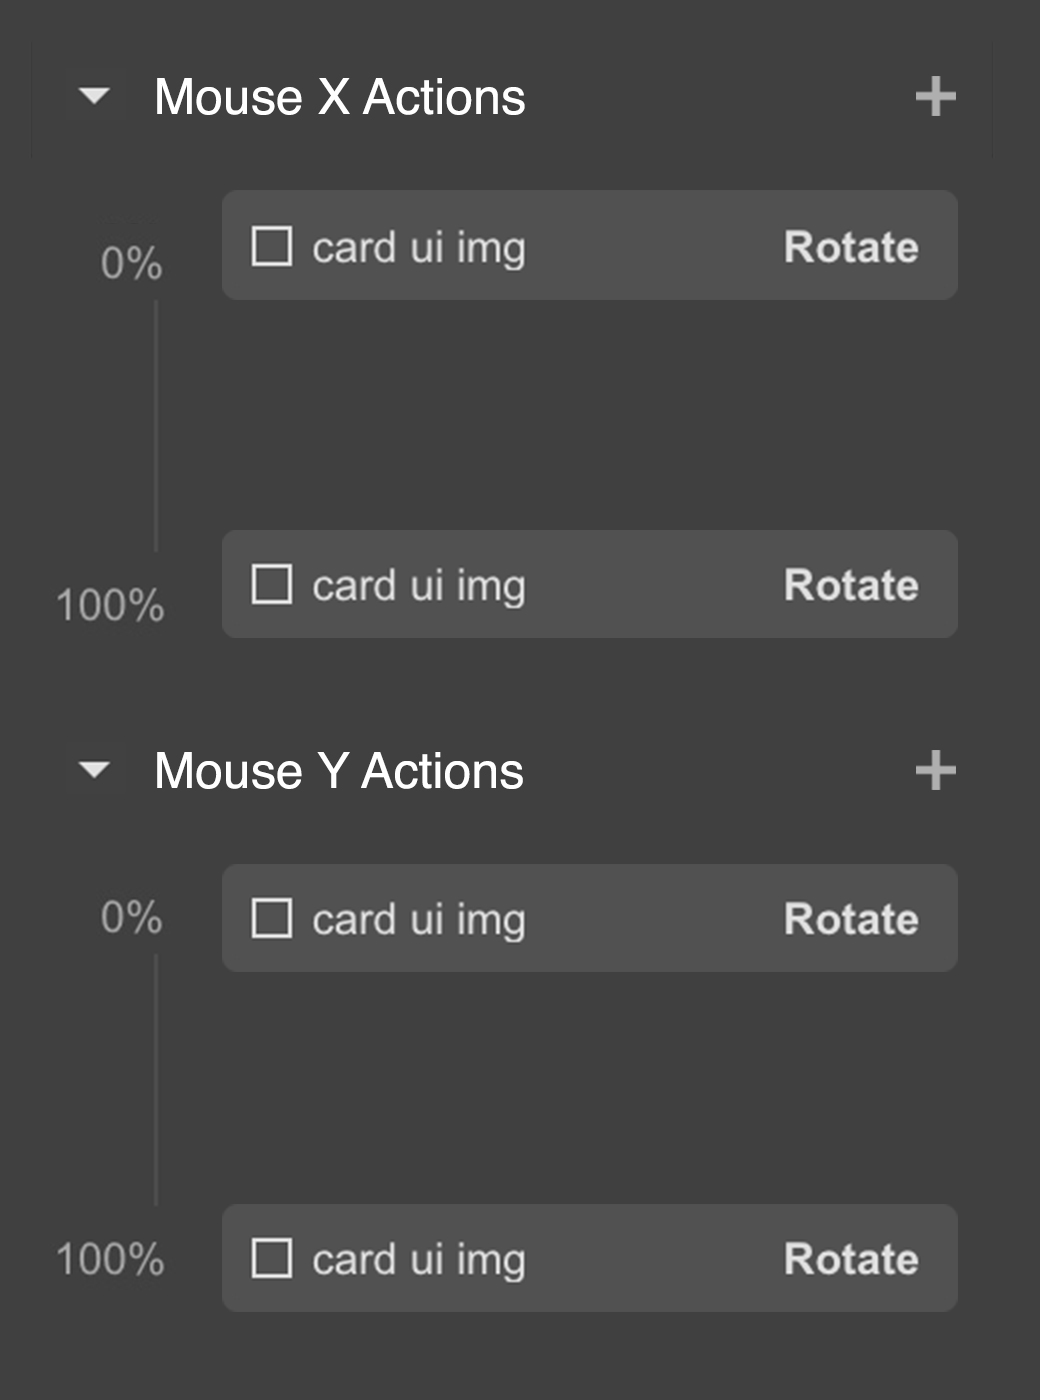 Mouse X Actions
0%
card ui img Rotate
100%
card ui img Rotate
Mouse Y Actions
0%
card ui img Rotate
100%
card ui img Rotate